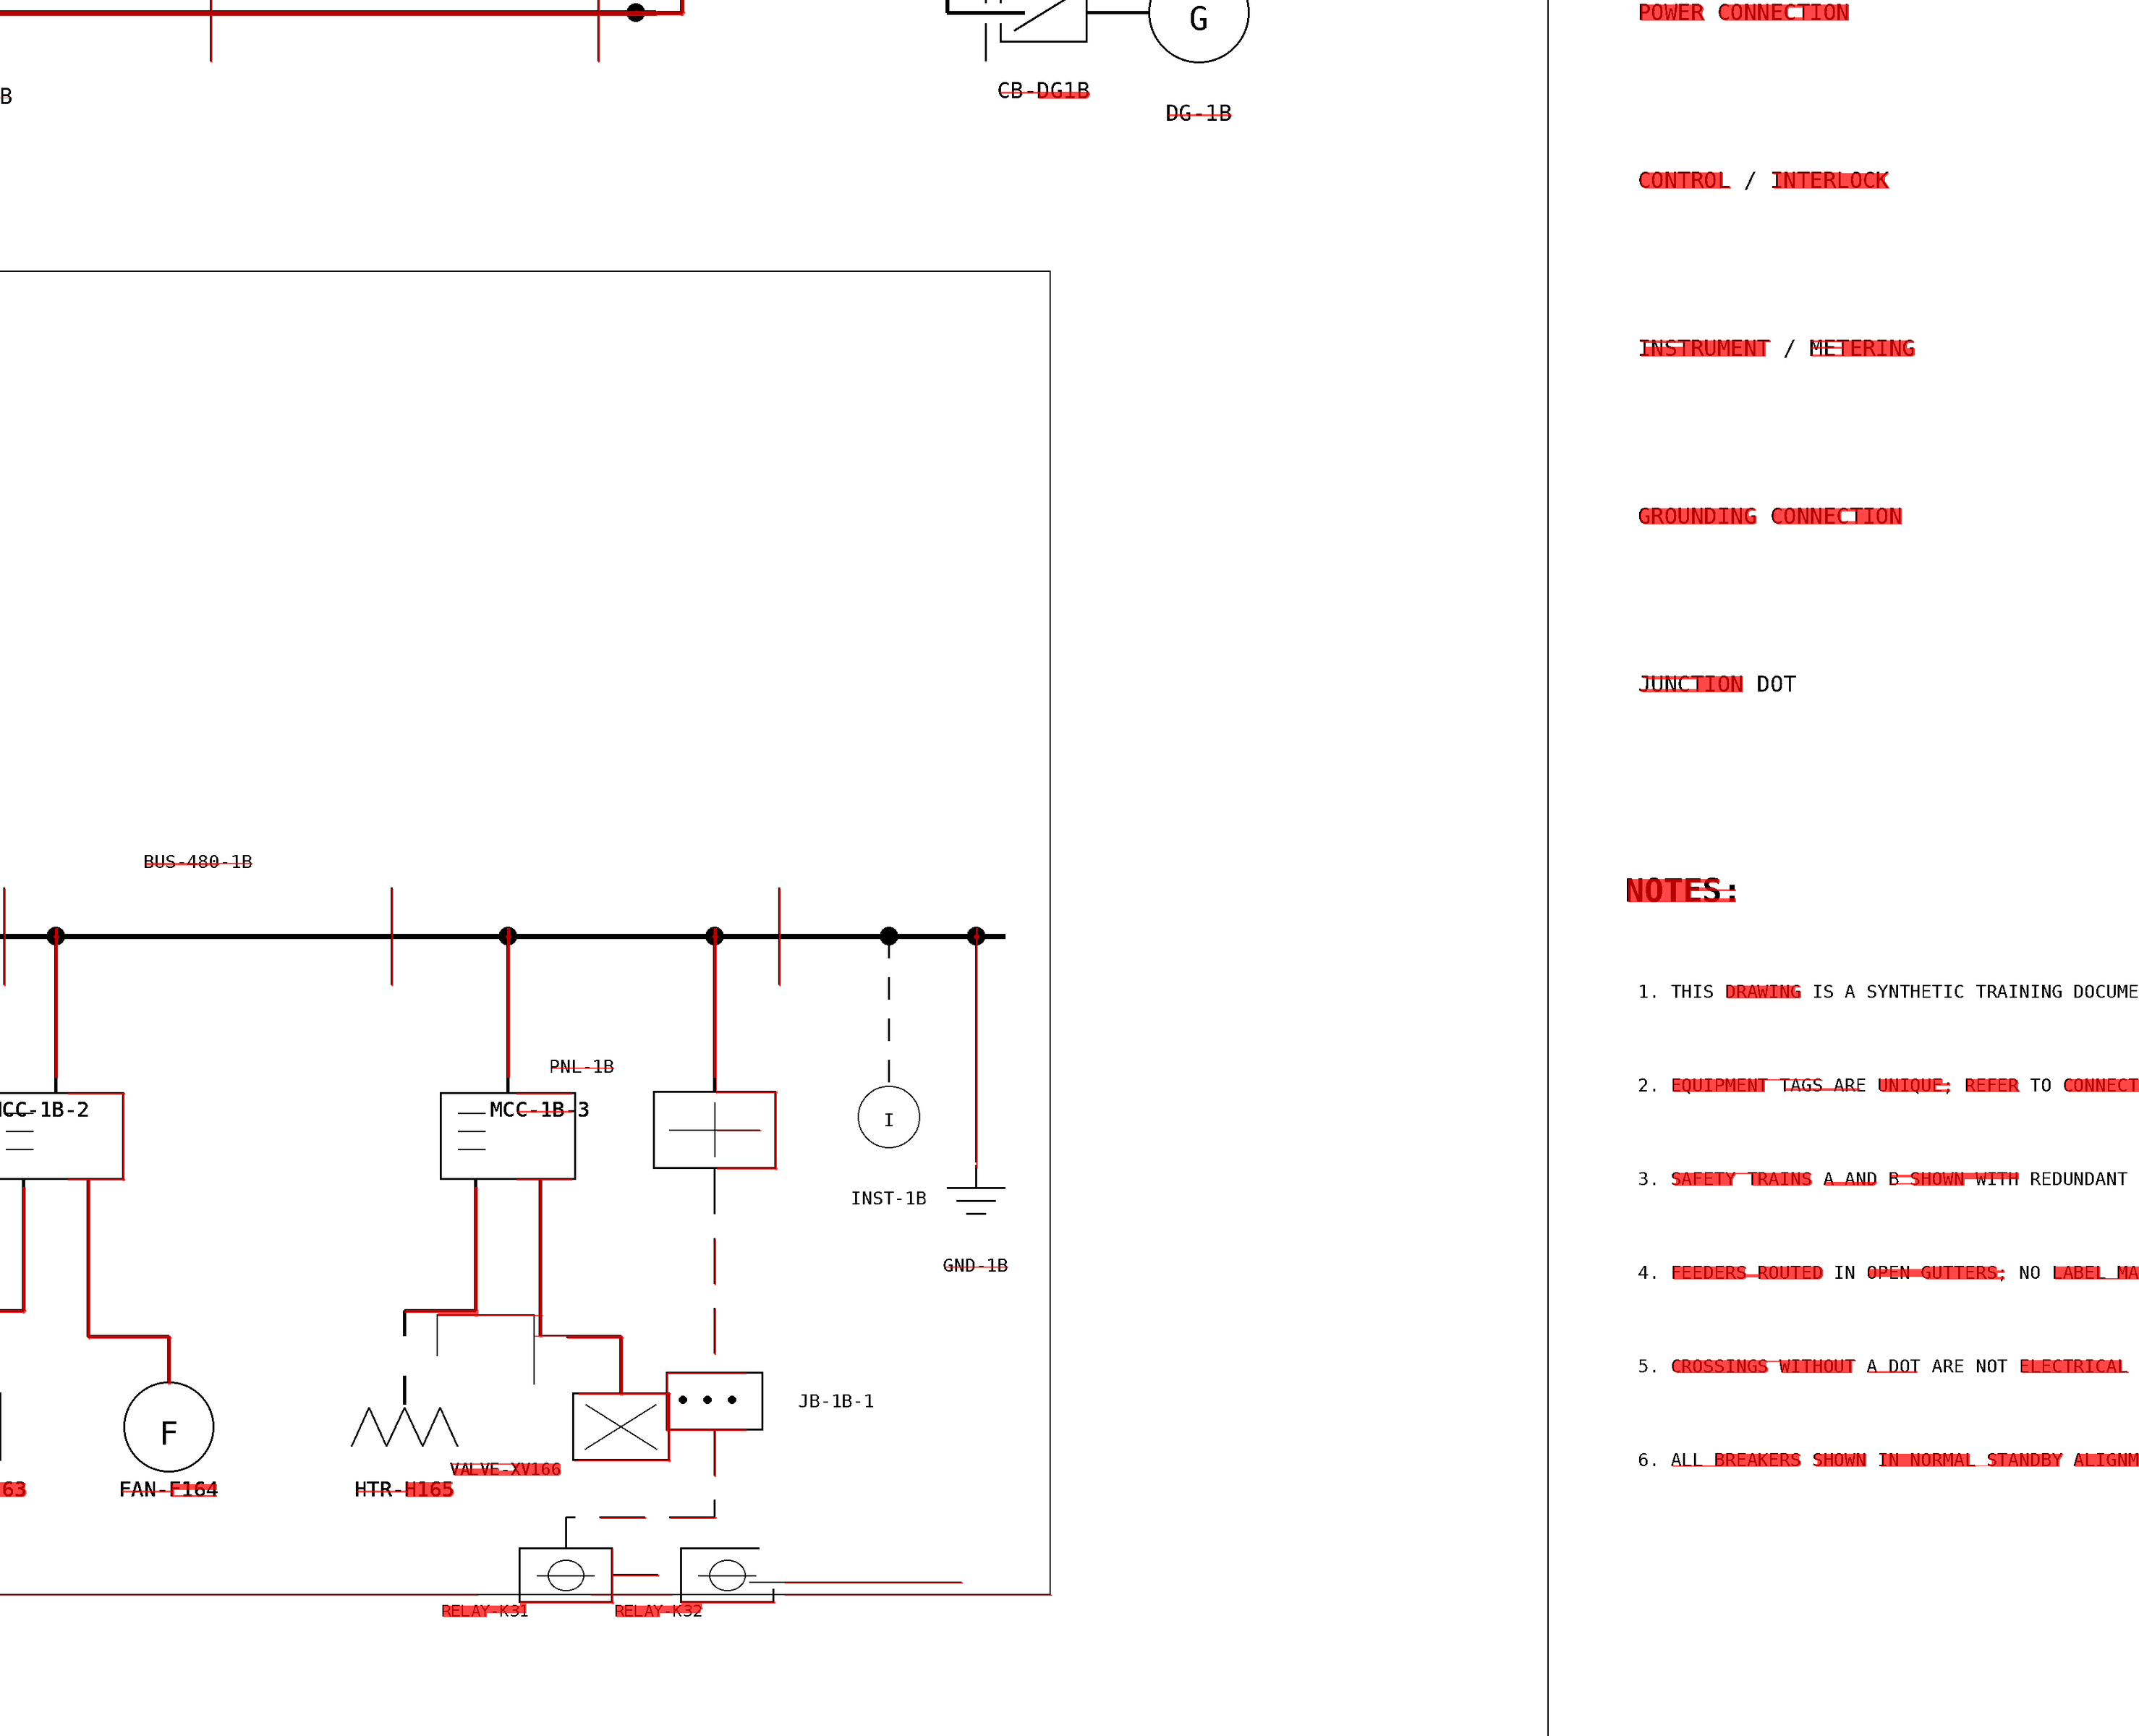 G
CB-DG1B
DG-1B
B
POWER CONNECTION
CONTROL / INTERLOCK
INSTRUMENT / METERING
GROUNDING CONNECTION
JUNCTION DOT
BUS-480-1B
PNL-1B
CC-1B-2
MCC-1B-3
I
INST-1B
GND-1B
JB-1B-1
F
VALVE-XV166
63
FAN-F164
HTR-H165
RELAY-K31
RELAY-K32
NOTES:
1. THIS DRAWING IS A SYNTHETIC TRAINING DOCUME
2. EQUIPMENT TAGS ARE UNIQUE; REFER TO CONNECT
3. SAFETY TRAINS A AND B SHOWN WITH REDUNDANT
4. FEEDERS ROUTED IN OPEN GUTTERS; NO LABEL MA
5. CROSSINGS WITHOUT A DOT ARE NOT ELECTRICAL
6. ALL BREAKERS SHOWN IN NORMAL STANDBY ALIGNM